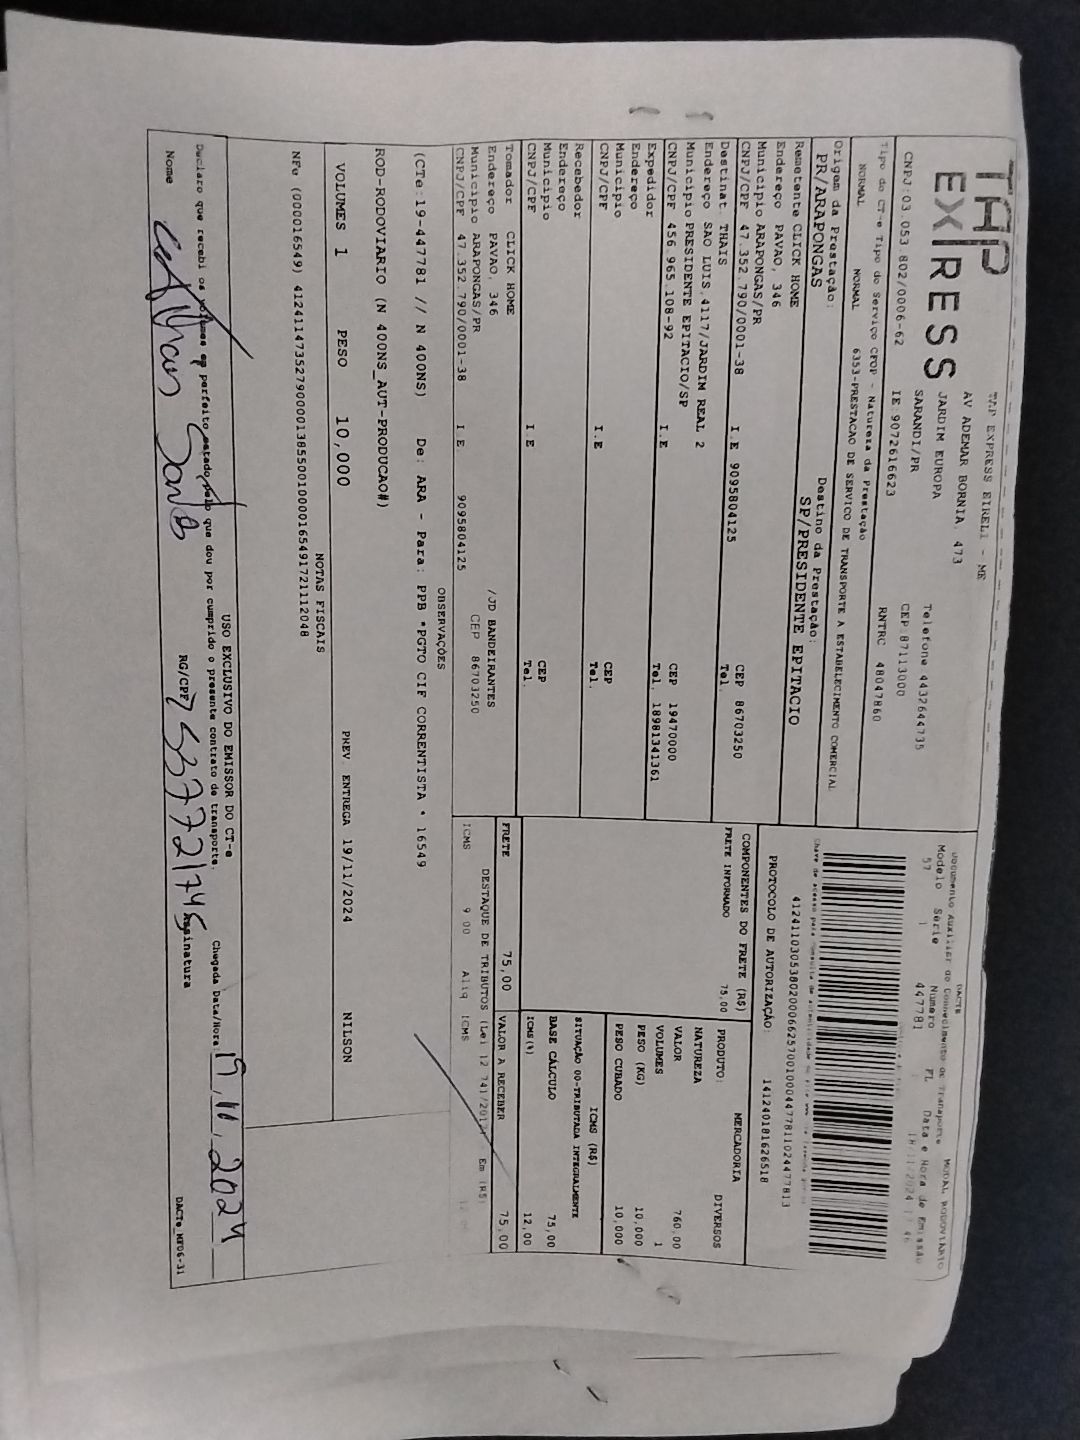 TAP EXPRESS
TAP EXPRESS EIRELI - ME
AV ADEMAR BORNIA, 473
JARDIM EUROPA
SARANDI/PR
Telefone 4432644735
CEP:87113000
CNPJ:03.053.802/0006-62 IE:9072616623 RNTRC 48047860
Tipo do CT-e Tipo do Serviço CFOP - Natureza da Prestação
NORMAL NORMAL 6353-PRESTACAO DE SERVICO DE TRANSPORTE A ESTABELECIMENTO COMERCIAL
Origem da Prestação: Destino da Prestação:
PR/ARAPONGAS SP/PRESIDENTE EPITACIO
Remetente CLICK HOME
Endereço PAVAO, 346
Município ARAPONGAS/PR CEP 86703250
CNPJ/CPF 47.352.790/0001-38 I.E 9095804125 Tel
Destinat. THAIS
Endereço SAO LUIS,4117/JARDIM REAL 2
Município PRESIDENTE EPITACIO/SP CEP 19470000
CNPJ/CPF 456.965.108-92 I.E Tel. 18981341361
Expedidor
Endereço
Município CEP
CNPJ/CPF I.E Tel.
Recebedor
Endereço
Município CEP
CNPJ/CPF I.E Tel.
Tomador CLICK HOME
Endereço PAVAO, 346 /JD BANDEIRANTES
Município ARAPONGAS/PR CEP 86703250
CNPJ/CPF 47.352.790/0001-38 I.E 9095804125
DACTE
Documento Auxiliar do Conhecimento de Transporte MODAL RODOVIARIO
Modelo Série Número FL Data e Hora de Emissão
57 1 447781 18/11/2024
41241103053802000662570010004477811024477813
PROTOCOLO DE AUTORIZAÇÃO: 141240181626518
COMPONENTES DO FRETE (R$)
FRETE INFORMADO 75,00
MERCADORIA
PRODUTO: DIVERSOS
NATUREZA
VALOR 760,00
VOLUMES 1
PESO (KG) 10,000
PESO CUBADO 10,000
ICMS (R$)
SITUAÇÃO 00-TRIBUTADA INTEGRALMENTE
BASE CÁLCULO 75,00
ICMS(%) 12,00
FRETE 75,00 VALOR A RECEBER 75,00
DESTAQUE DE TRIBUTOS (Lei 12.741/2012) Em (R$)
ICMS 9,00 Aliq ICMS
OBSERVAÇÕES
(CTe:19-447781 // N 400NS) De: ARA - Para: PPB *PGTO CIF CORRENTISTA * 16549
ROD-RODOVIARIO (N 400NS_AUT-PRODUCAO#)
VOLUMES 1 PESO 10,000 PREV. ENTREGA 19/11/2024 NILSON
NOTAS FISCAIS
NFe (000016549) 41241147352790000138550010000165491721112048
USO EXCLUSIVO DO EMISSOR DO CT-e
Declaro que recebi os volumes em perfeito estado pelo que dou por cumprido o presente contrato de transporte.
Chegada Data/Hora: 19.11.2024
Nome RG/CPF Assinatura
DACTe_MT06-31